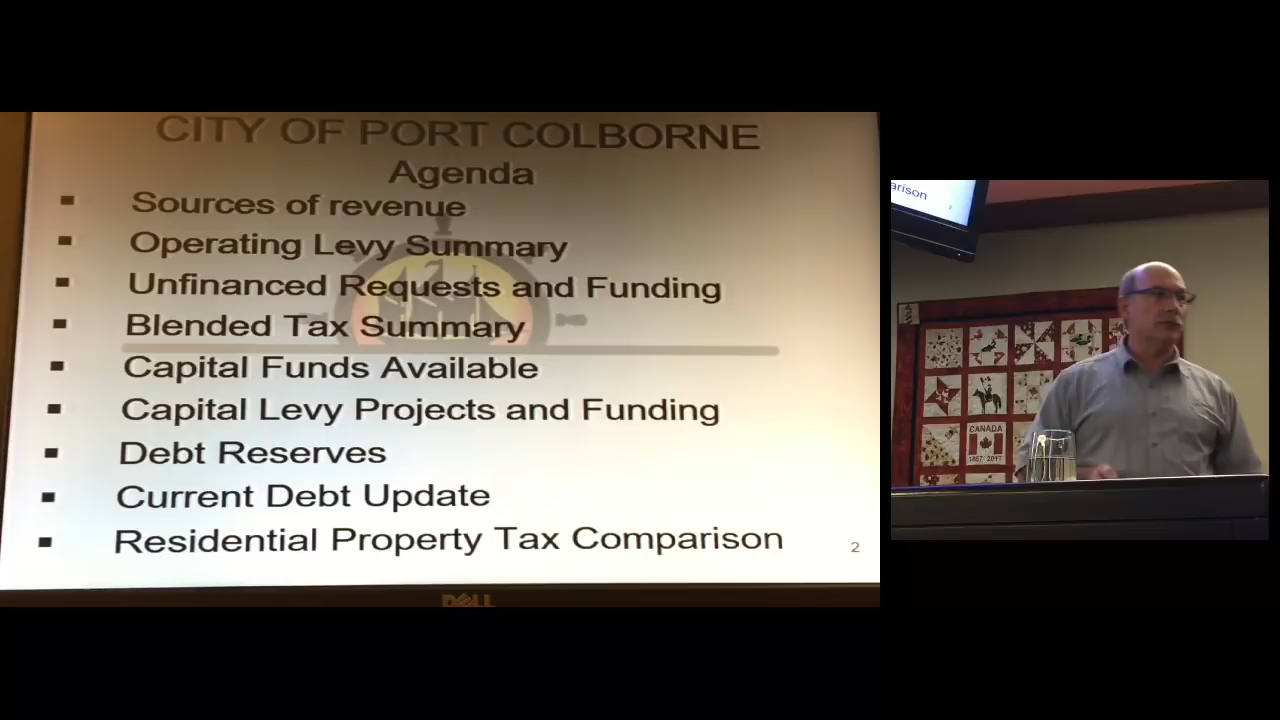 CITY OF PORT COLBORNE
Agenda
▪ Sources of revenue
▪ Operating Levy Summary
▪ Unfinanced Requests and Funding
▪ Blended Tax Summary
▪ Capital Funds Available
▪ Capital Levy Projects and Funding
▪ Debt Reserves
▪ Current Debt Update
▪ Residential Property Tax Comparison
2
DELL
arison
2
CANADA
1867-2017